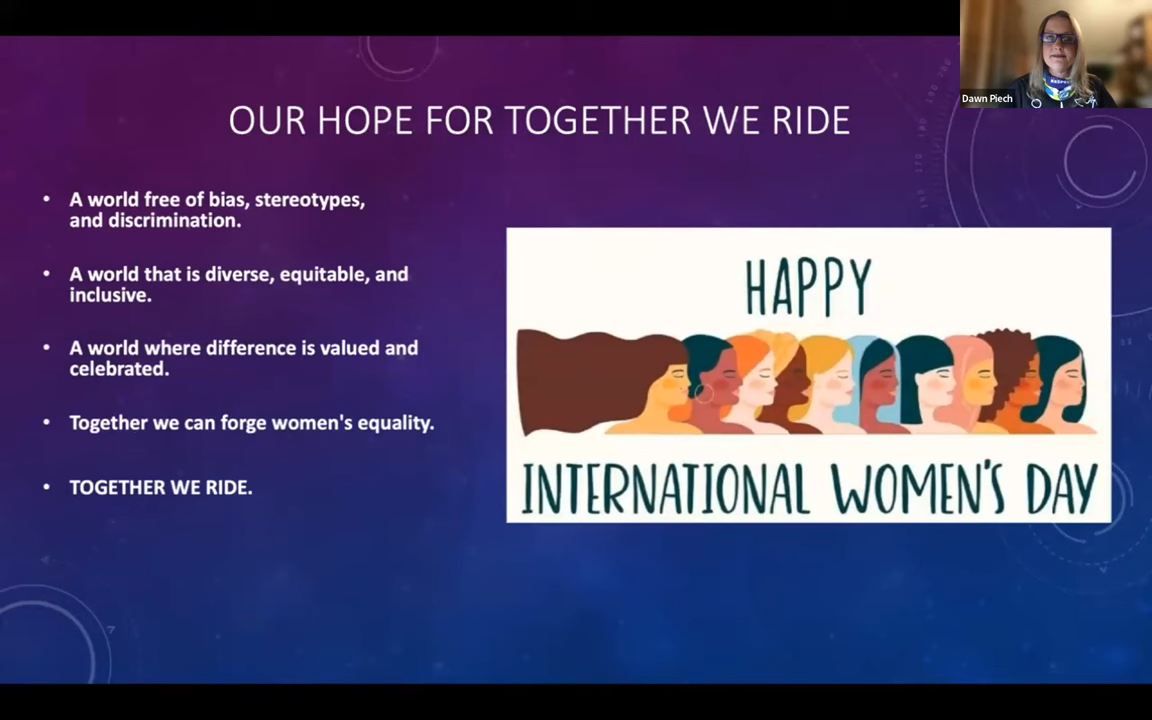 OUR HOPE FOR TOGETHER WE RIDE
Dawn Piech
• A world free of bias, stereotypes,
and discrimination.
• A world that is diverse, equitable, and
inclusive.
• A world where difference is valued and
celebrated.
• Together we can forge women's equality.
• TOGETHER WE RIDE.
HAPPY
INTERNATIONAL WOMEN'S DAY